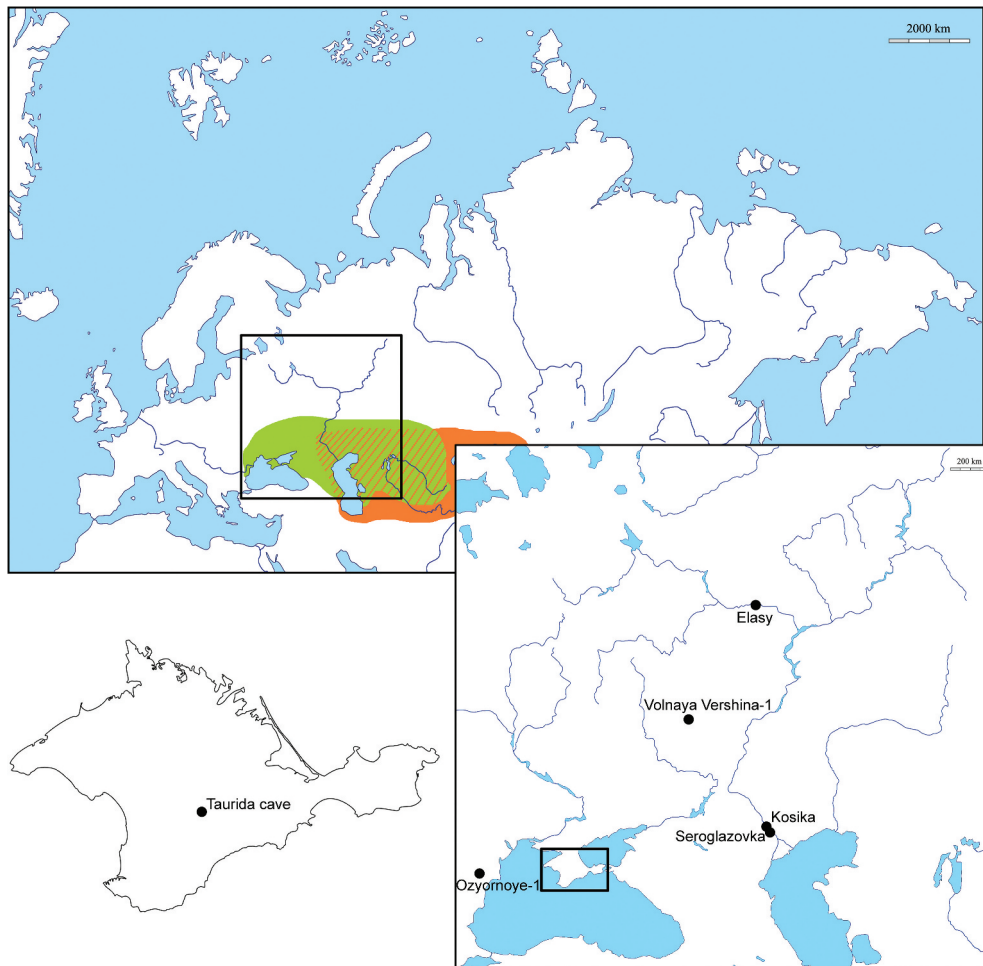 2000 km
200 km
Elasy
Volnaya Vershina-1
Kosika
Seroglazovka
Ozyornoye-1
Taurida cave